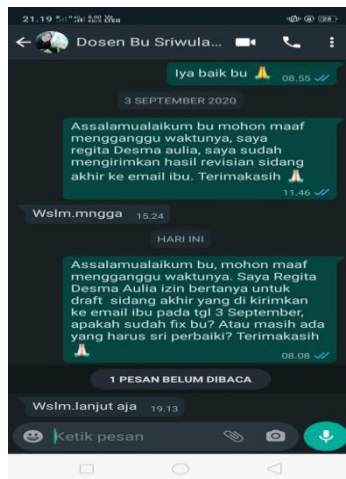 21.19
Dosen Bu Sriwula...
Iya baik bu 🙏 08.55
3 SEPTEMBER 2020
Assalamualaikum bu mohon maaf
mengganggu waktunya, saya
regita Desma aulia, saya sudah
mengirimkan hasil revisian sidang
akhir ke email ibu. Terimakasih 🙏
11.46
Wslm.mngga 15.24
HARI INI
Assalamualaikum bu, mohon maaf
mengganggu waktunya. Saya Regita
Desma Aulia izin bertanya untuk
draft sidang akhir yang di kirimkan
ke email ibu pada tgl 3 September,
apakah sudah fix bu? Atau masih ada
yang harus sri perbaiki? Terimakasih
🙏 08.08
1 PESAN BELUM DIBACA
Wslm.lanjut aja 19.13
Ketik pesan